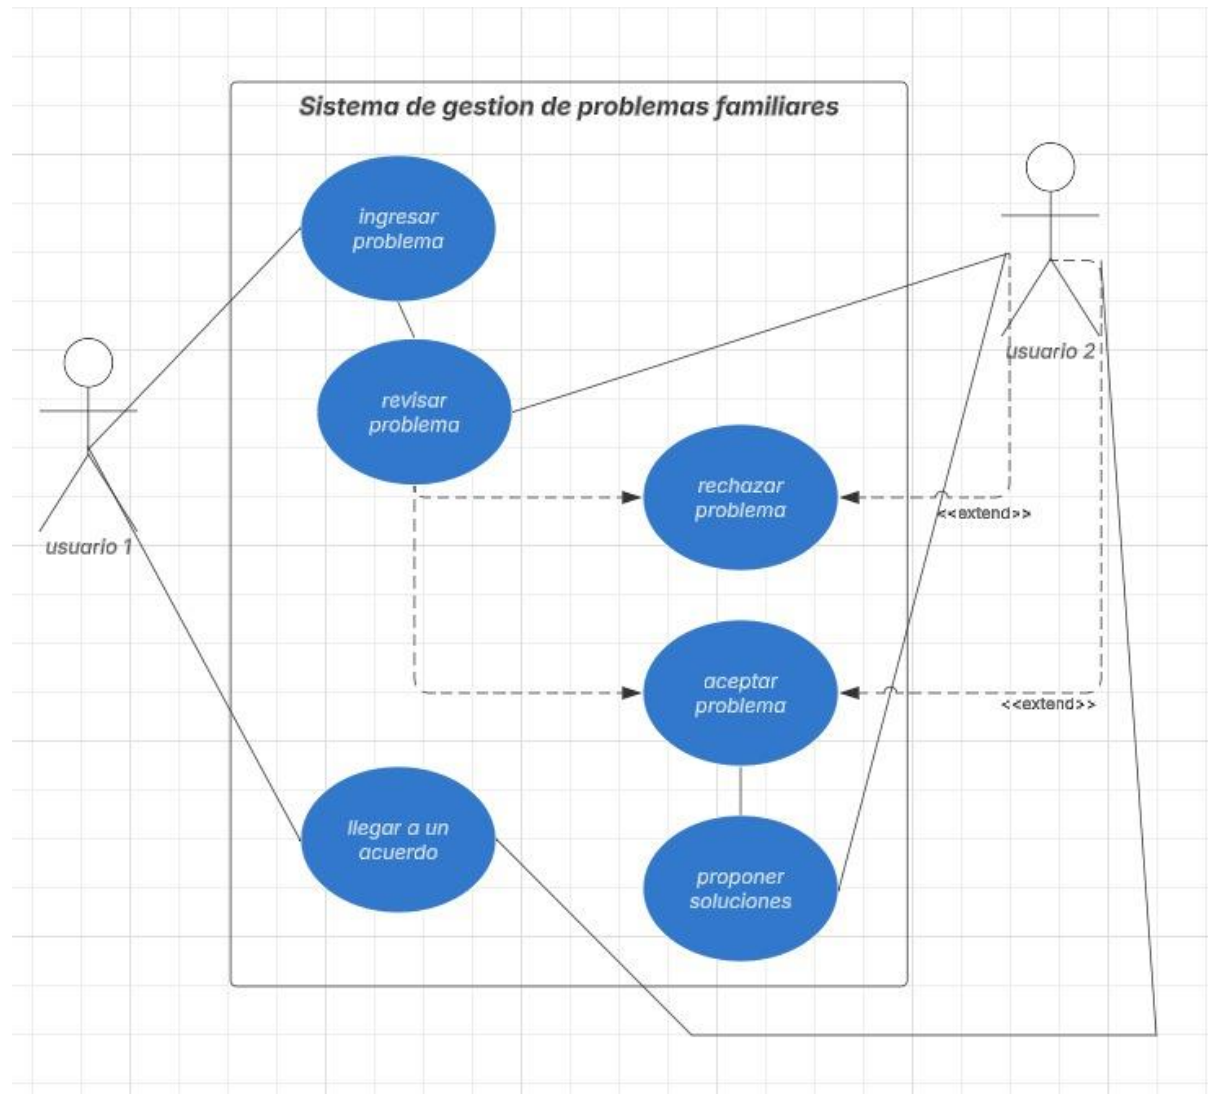 Sistema de gestion de problemas familiares
ingresar
problema
revisar
problema
usuario 2
rechazar
problema
<<extend>>
usuario 1
aceptar
problema
<<extend>>
llegar a un
acuerdo
proponer
soluciones